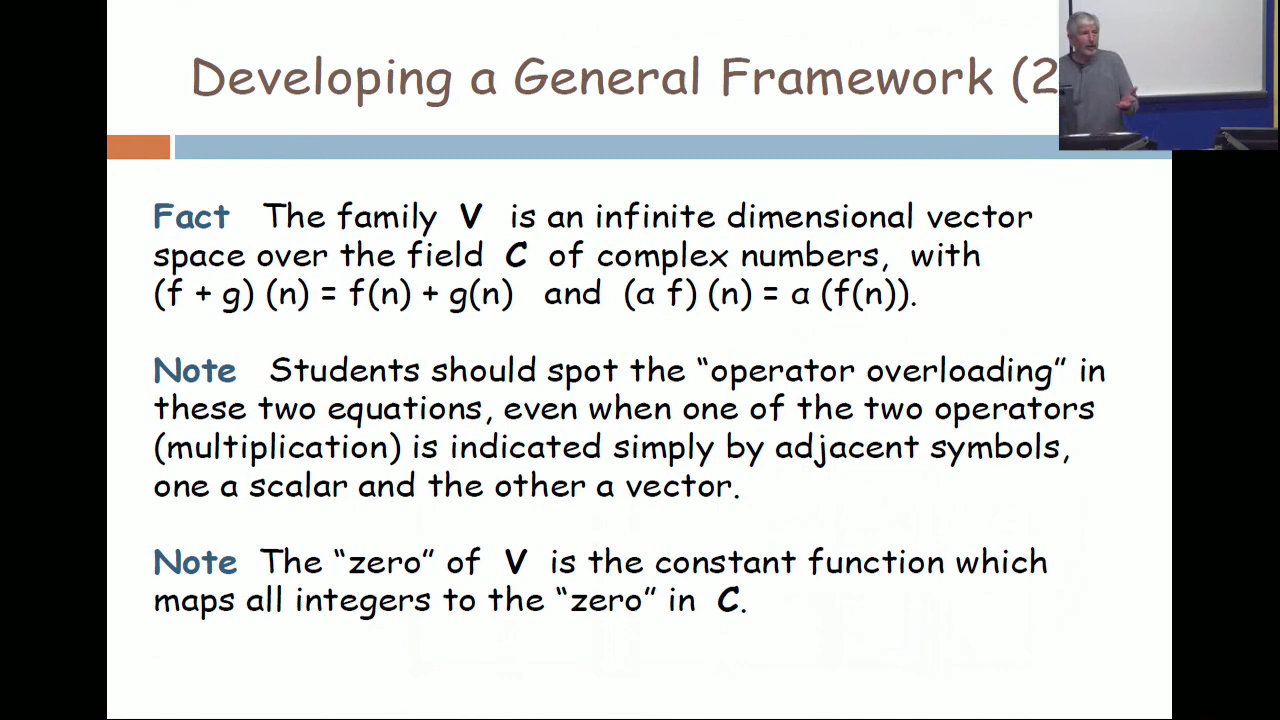 Developing a General Framework (2
Fact The family V is an infinite dimensional vector
space over the field C of complex numbers, with
(f + g) (n) = f(n) + g(n) and (α f) (n) = α (f(n)).
Note Students should spot the “operator overloading” in
these two equations, even when one of the two operators
(multiplication) is indicated simply by adjacent symbols,
one a scalar and the other a vector.
Note The “zero” of V is the constant function which
maps all integers to the “zero” in C.